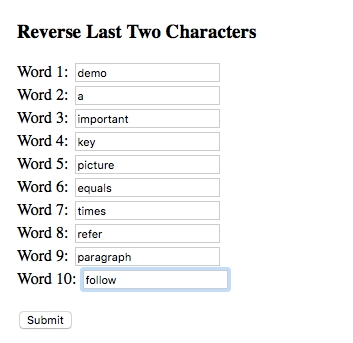 Reverse Last Two Characters
Word 1: demo
Word 2: a
Word 3: important
Word 4: key
Word 5: picture
Word 6: equals
Word 7: times
Word 8: refer
Word 9: paragraph
Word 10: follow
Submit